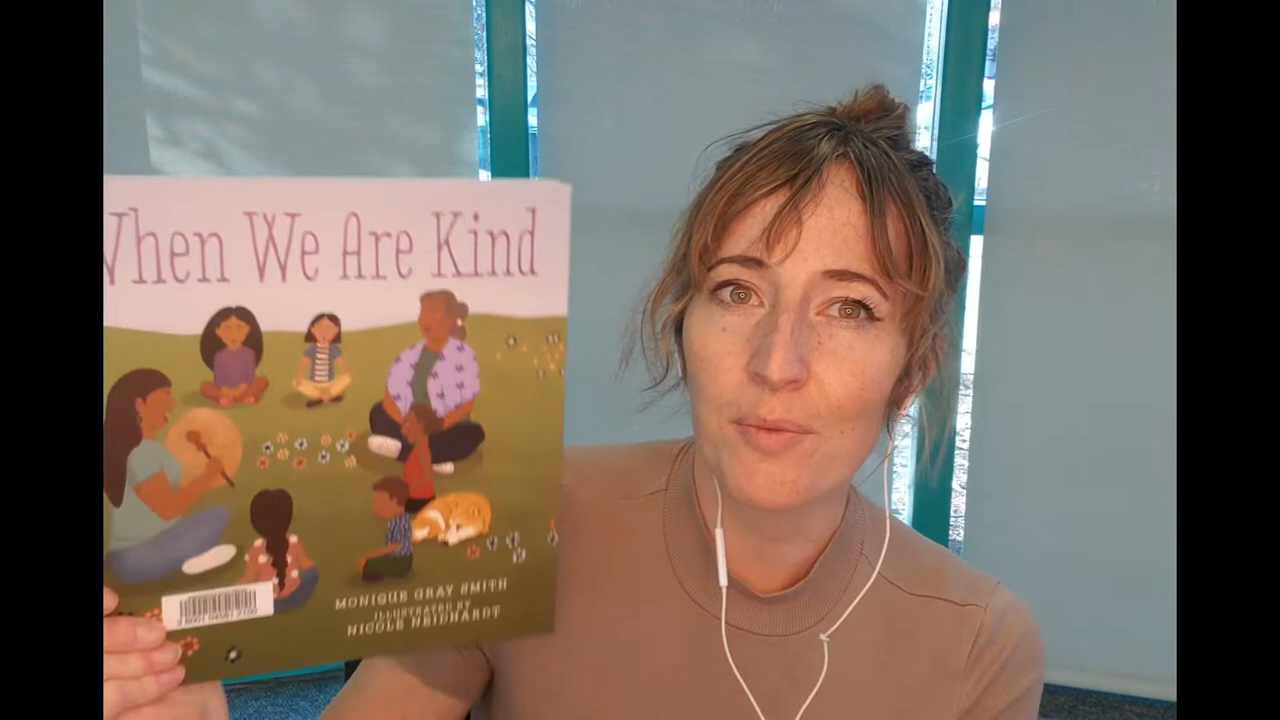 When We Are Kind
MONIQUE GRAY SMITH
ILLUSTRATED BY
NICOLE NEIDHARDT